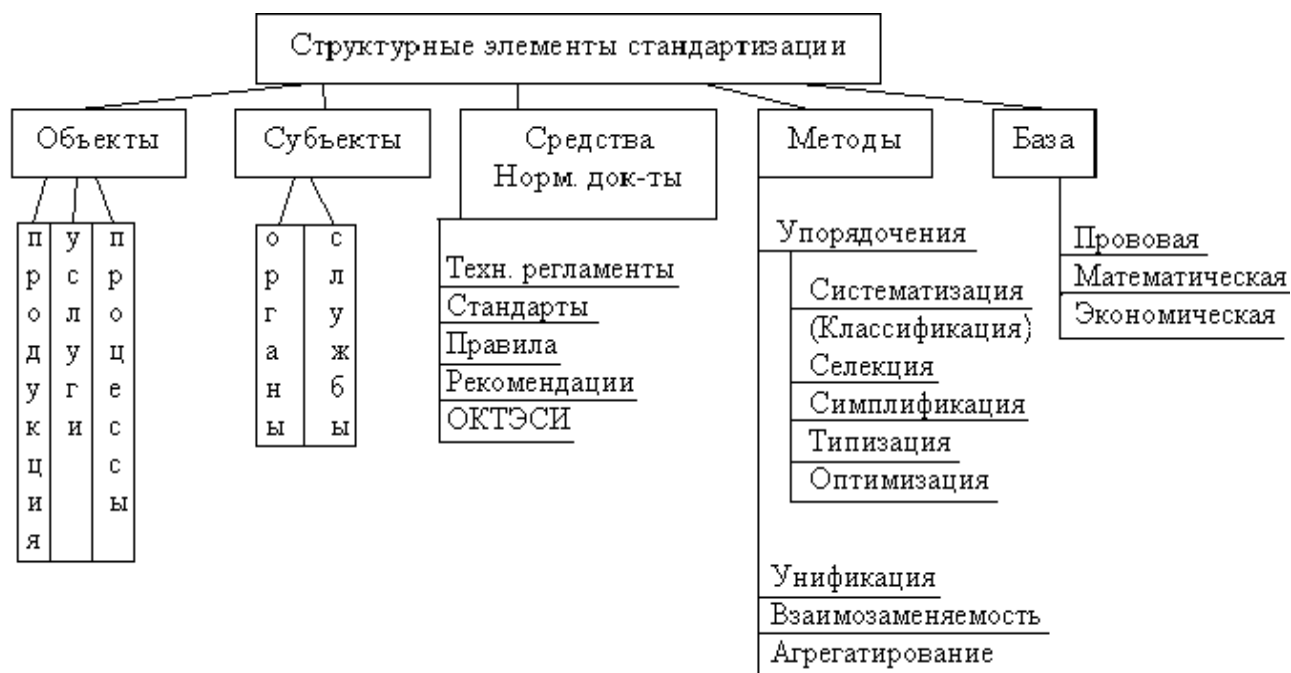 Структурные элементы стандартизации
Объекты
продукция
услуги
процессы
Субъекты
органы
службы
Средства
Норм. док-ты
Техн. регламенты
Стандарты
Правила
Рекомендации
ОКТЭСИ
Методы
Упорядочения
Систематизация
(Классификация)
Селекция
Симплификация
Типизация
Оптимизация
Унификация
Взаимозаменяемость
Агрегатирование
База
Прововая
Математическая
Экономическая